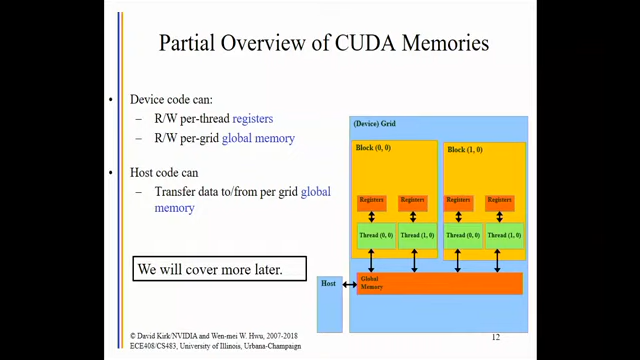 Partial Overview of CUDA Memories
• Device code can:
– R/W per-thread registers
– R/W per-grid global memory
• Host code can
– Transfer data to/from per grid global
memory
We will cover more later.
(Device) Grid
Block (0, 0)
Block (1, 0)
Registers
Registers
Registers
Registers
Thread (0, 0)
Thread (1, 0)
Thread (0, 0)
Thread (1, 0)
Host
Global
Memory
© David Kirk/NVIDIA and Wen-mei W. Hwu, 2007-2018
ECE408/CS483, University of Illinois, Urbana-Champaign
12